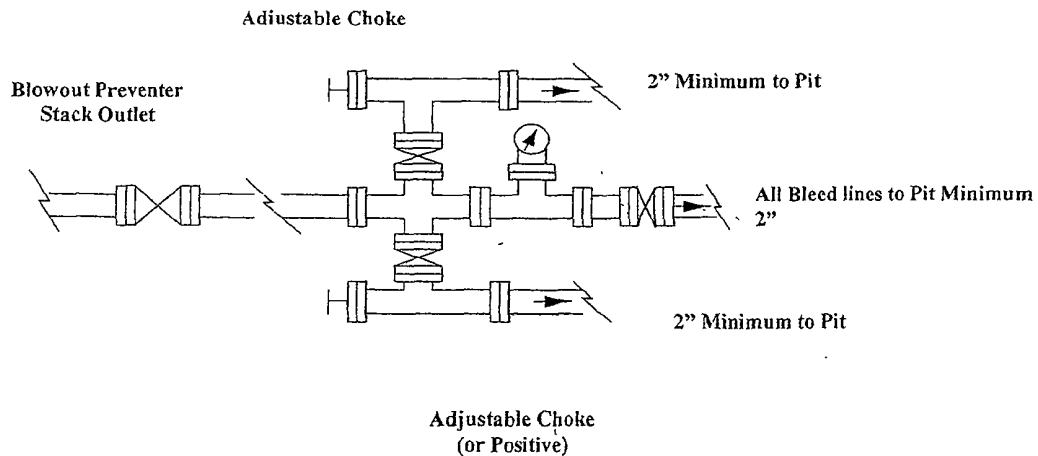 Adjustable Choke
2” Minimum to Pit
Blowout Preventer
Stack Outlet
All Bleed lines to Pit Minimum
2”
2” Minimum to Pit
Adjustable Choke
(or Positive)